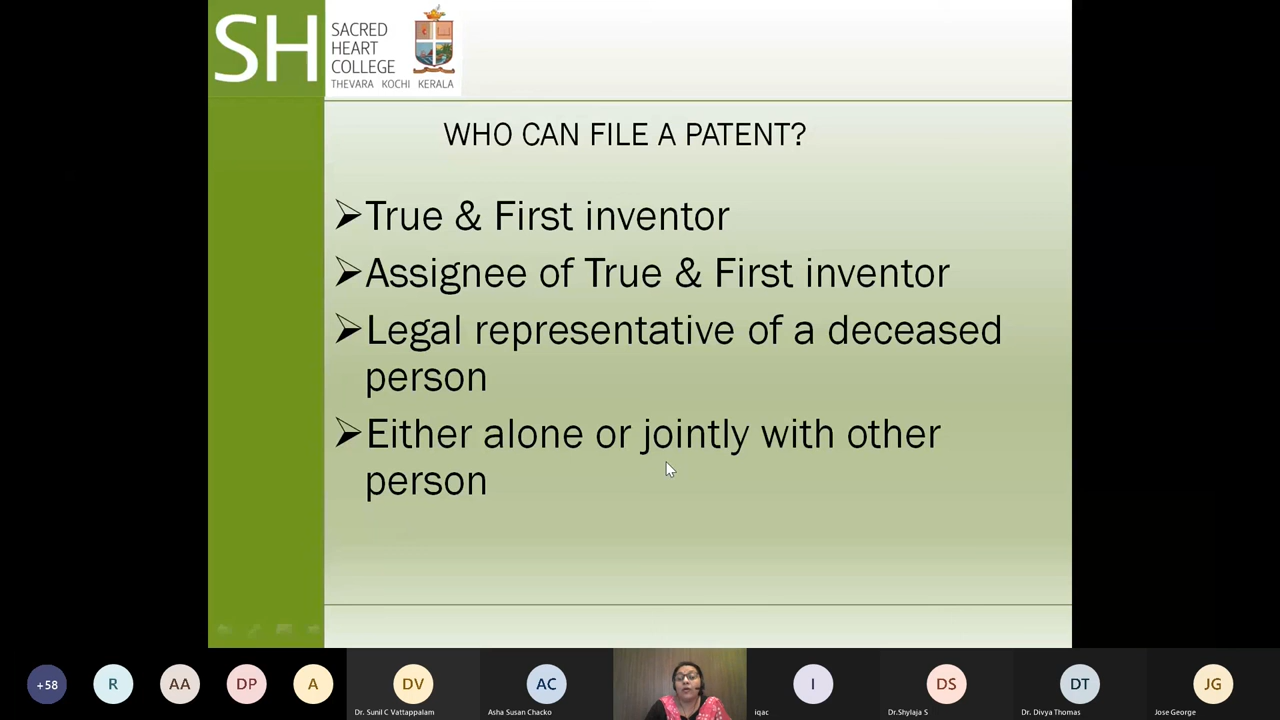 SH
SACRED
HEART
COLLEGE
THEVARA KOCHI KERALA
WHO CAN FILE A PATENT?
➢True & First inventor
➢Assignee of True & First inventor
➢Legal representative of a deceased
person
➢Either alone or jointly with other
person
+58
R
AA
DP
A
DV
AC
I
DS
DT
JG
Dr. Sunil C Vattappalam
Asha Susan Chacko
iqac
Dr.Shylaja S
Dr. Divya Thomas
Jose George